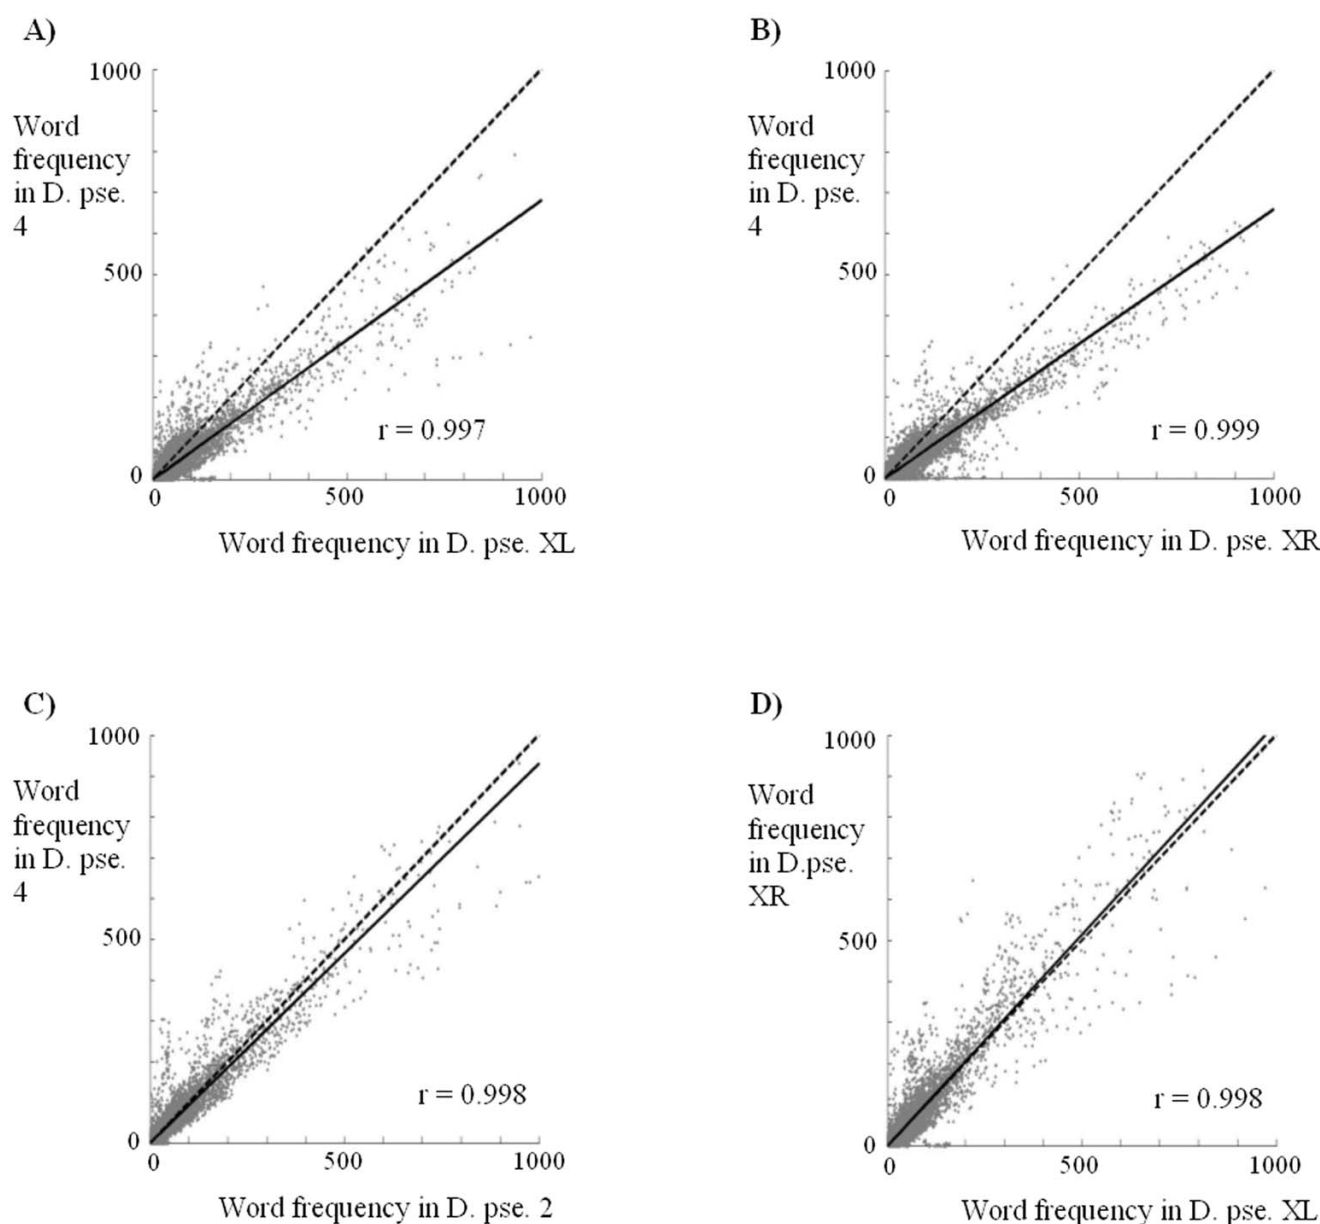 A)
1000
Word
frequency
in D. pse.
4
500
0
r = 0.997
0 500 1000
Word frequency in D. pse. XL
B)
1000
Word
frequency
in D. pse.
4
500
0
r = 0.999
0 500 1000
Word frequency in D. pse. XR
C)
1000
Word
frequency
in D. pse.
4
500
0
r = 0.998
0 500 1000
Word frequency in D. pse. 2
D)
1000
Word
frequency
in D.pse.
XR
500
0
r = 0.998
0 500 1000
Word frequency in D. pse. XL